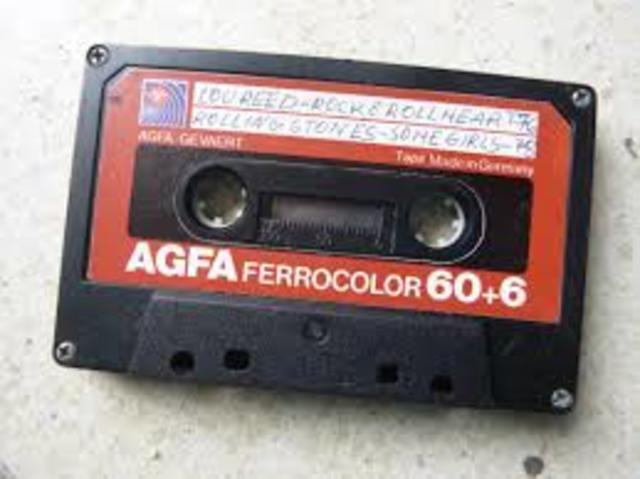 LOU REED-ROCK & ROLL HEART-76
ROLLING STONES-SOME GIRLS-78
AGFA-GEVAERT
Tape Made in Germany
AGFA FERROCOLOR 60+6